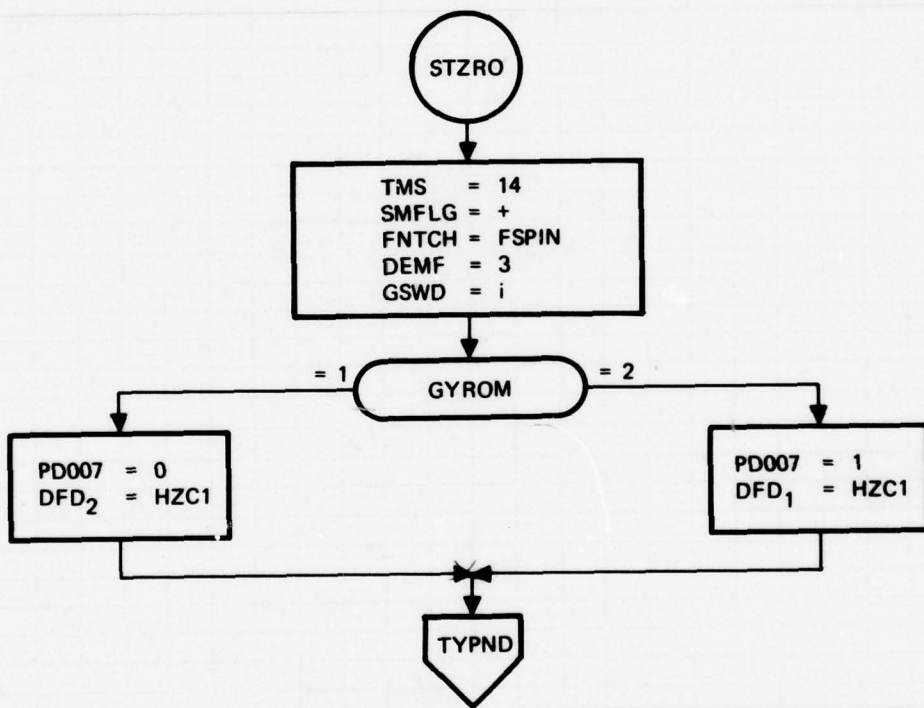 STZRO
TMS = 14
SMFLG = +
FNTCH = FSPIN
DEMF = 3
GSWD = i
= 1
GYROM
= 2
PD007 = 0
DFD₂ = HZC1
PD007 = 1
DFD₁ = HZC1
TYPND